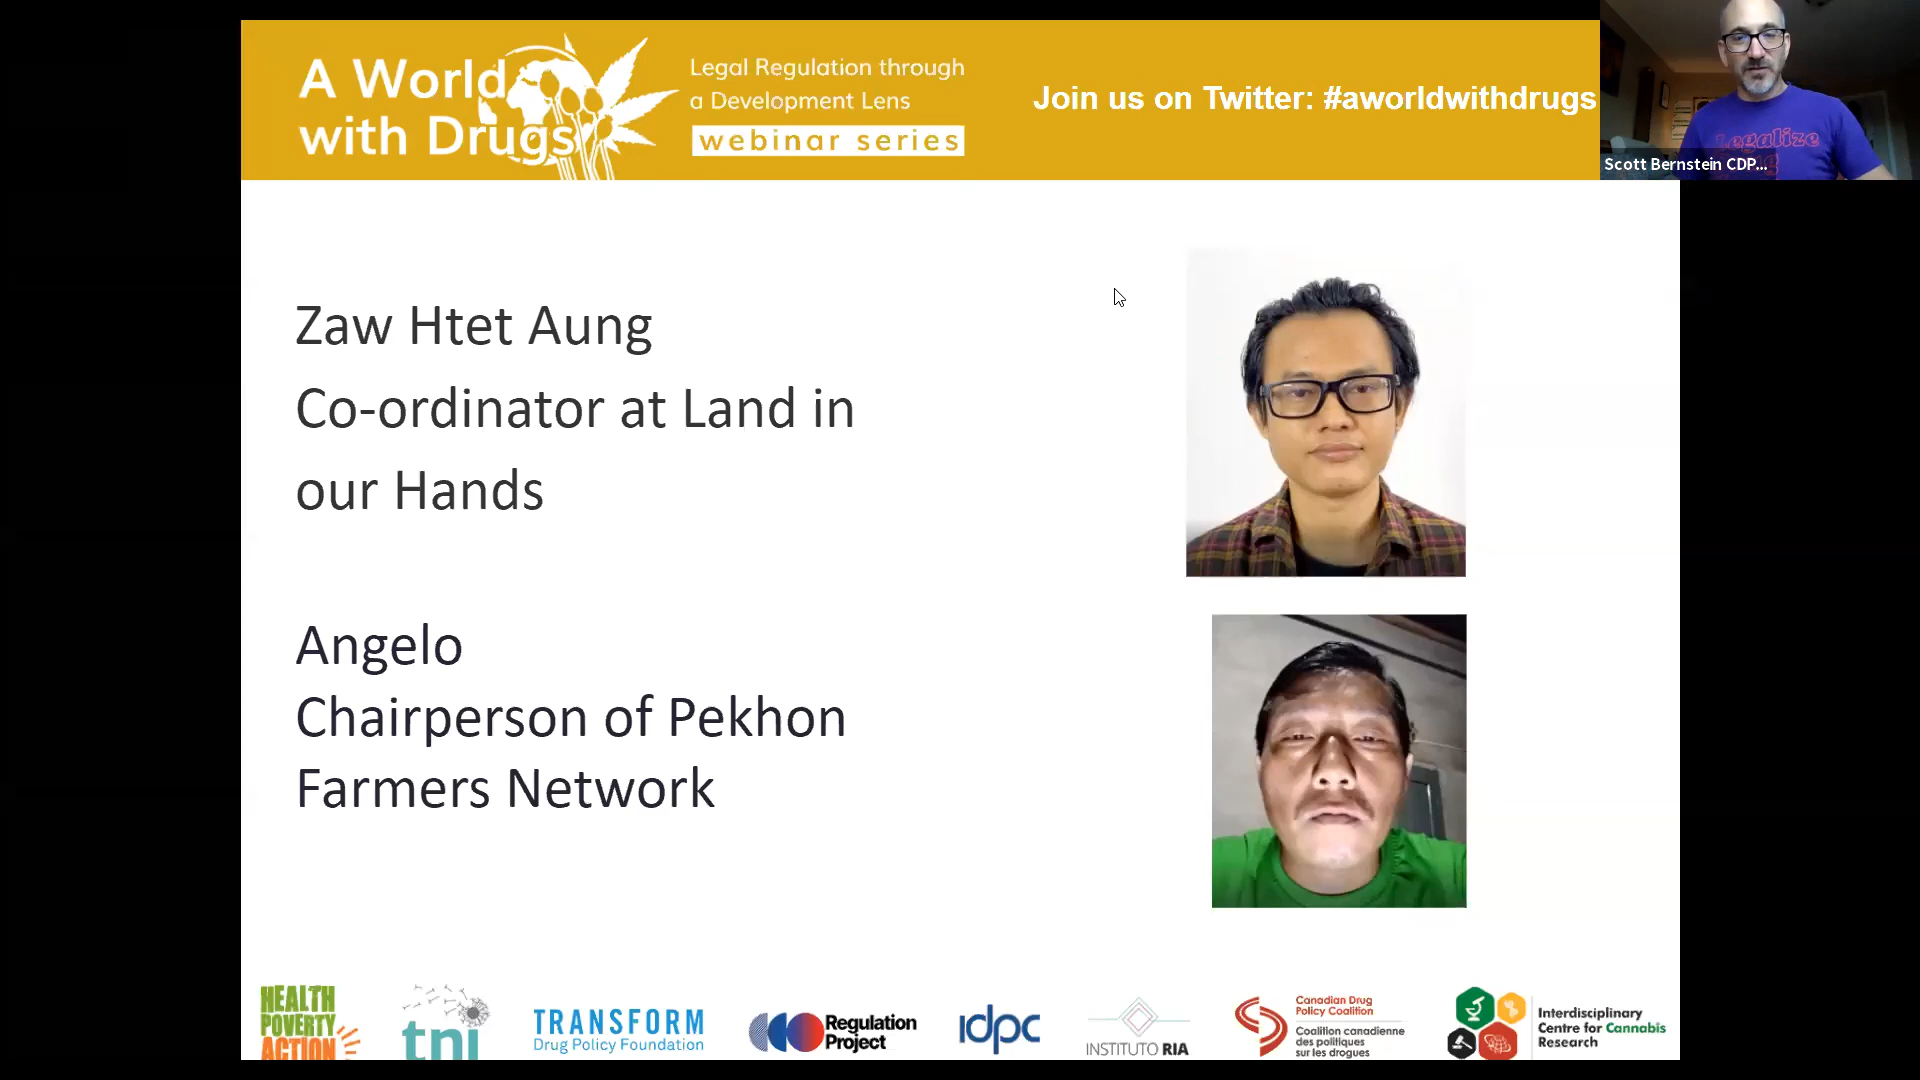 A World
with Drugs
Legal Regulation through
a Development Lens
webinar series
Join us on Twitter: #aworldwithdrugs
Legalize
Scott Bernstein CDP...
Zaw Htet Aung
Co-ordinator at Land in
our Hands
Angelo
Chairperson of Pekhon
Farmers Network
HEALTH
POVERTY
ACTION
tni
TRANSFORM
Drug Policy Foundation
Regulation
Project
idpc
INSTITUTO RIA
Canadian Drug
Policy Coalition
Coalition canadienne
des politiques
sur les drogues
Interdisciplinary
Centre for Cannabis
Research